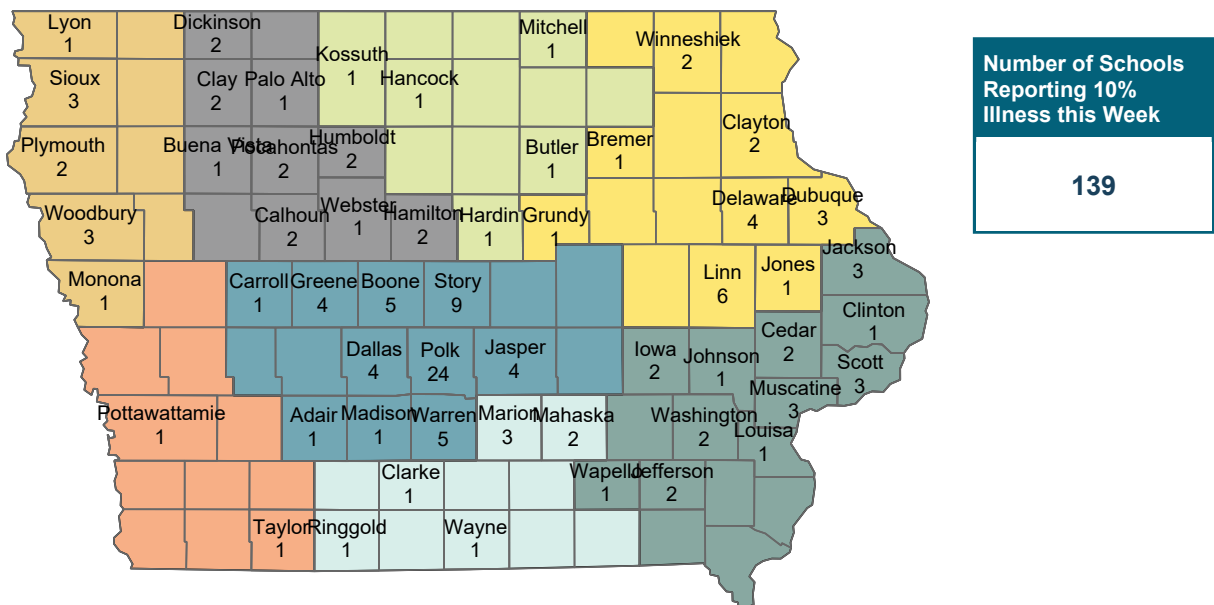 Lyon
1
Dickinson
2
Mitchell
1
Winneshiek
2
Kossuth
1
Hancock
1
Sioux
3
Clay
2
Palo Alto
1
Clayton
2
Plymouth
2
Buena Vista
1
Pocahontas
2
Humboldt
2
Butler
1
Bremer
1
Woodbury
3
Calhoun
2
Webster
1
Hamilton
2
Hardin
1
Grundy
1
Delaware
4
Dubuque
3
Jackson
3
Monona
1
Carroll
1
Greene
4
Boone
5
Story
9
Linn
6
Jones
1
Clinton
1
Cedar
2
Dallas
4
Polk
24
Jasper
4
Iowa
2
Johnson
1
Scott
3
Muscatine
3
Pottawattamie
1
Adair
1
Madison
1
Warren
5
Marion
3
Mahaska
2
Washington
2
Louisa
1
Clarke
1
Wapello
1
Jefferson
2
Taylor
1
Ringgold
1
Wayne
1
Number of Schools
Reporting 10%
Illness this Week
139